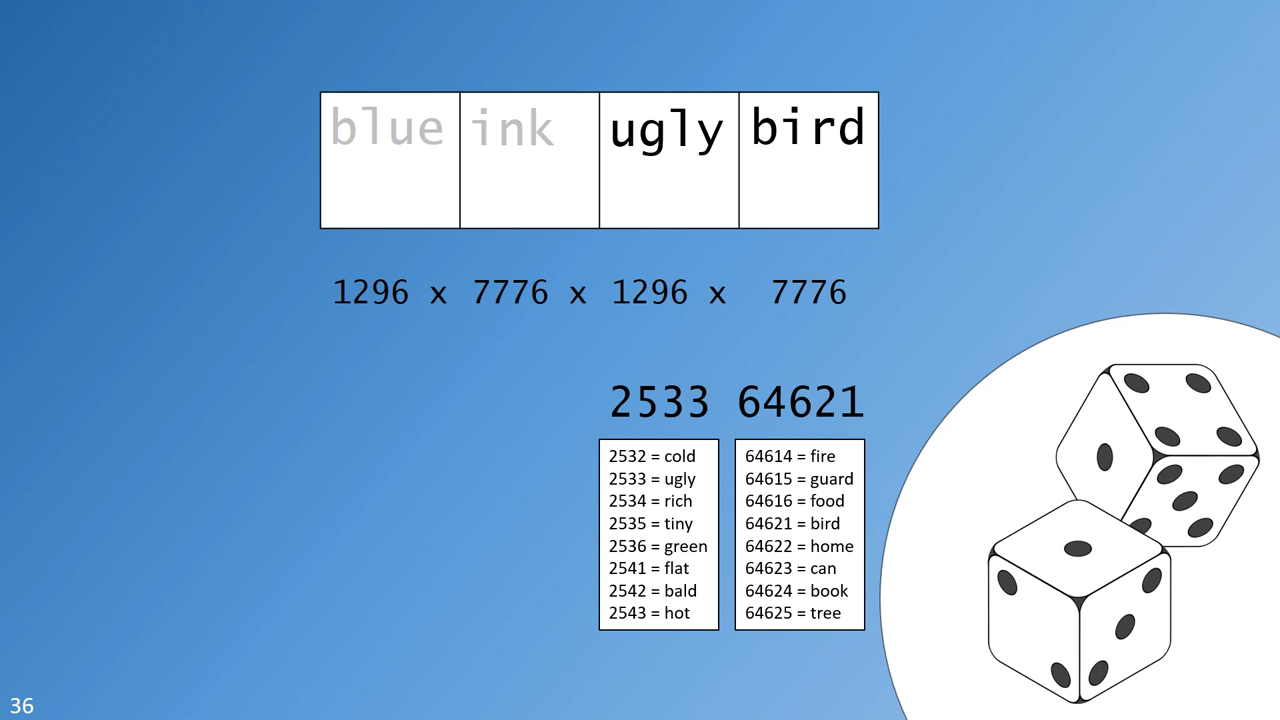 blue ink ugly bird
1296 x 7776 x 1296 x 7776
2533 64621
2532 = cold
2533 = ugly
2534 = rich
2535 = tiny
2536 = green
2541 = flat
2542 = bald
2543 = hot
64614 = fire
64615 = guard
64616 = food
64621 = bird
64622 = home
64623 = can
64624 = book
64625 = tree
36